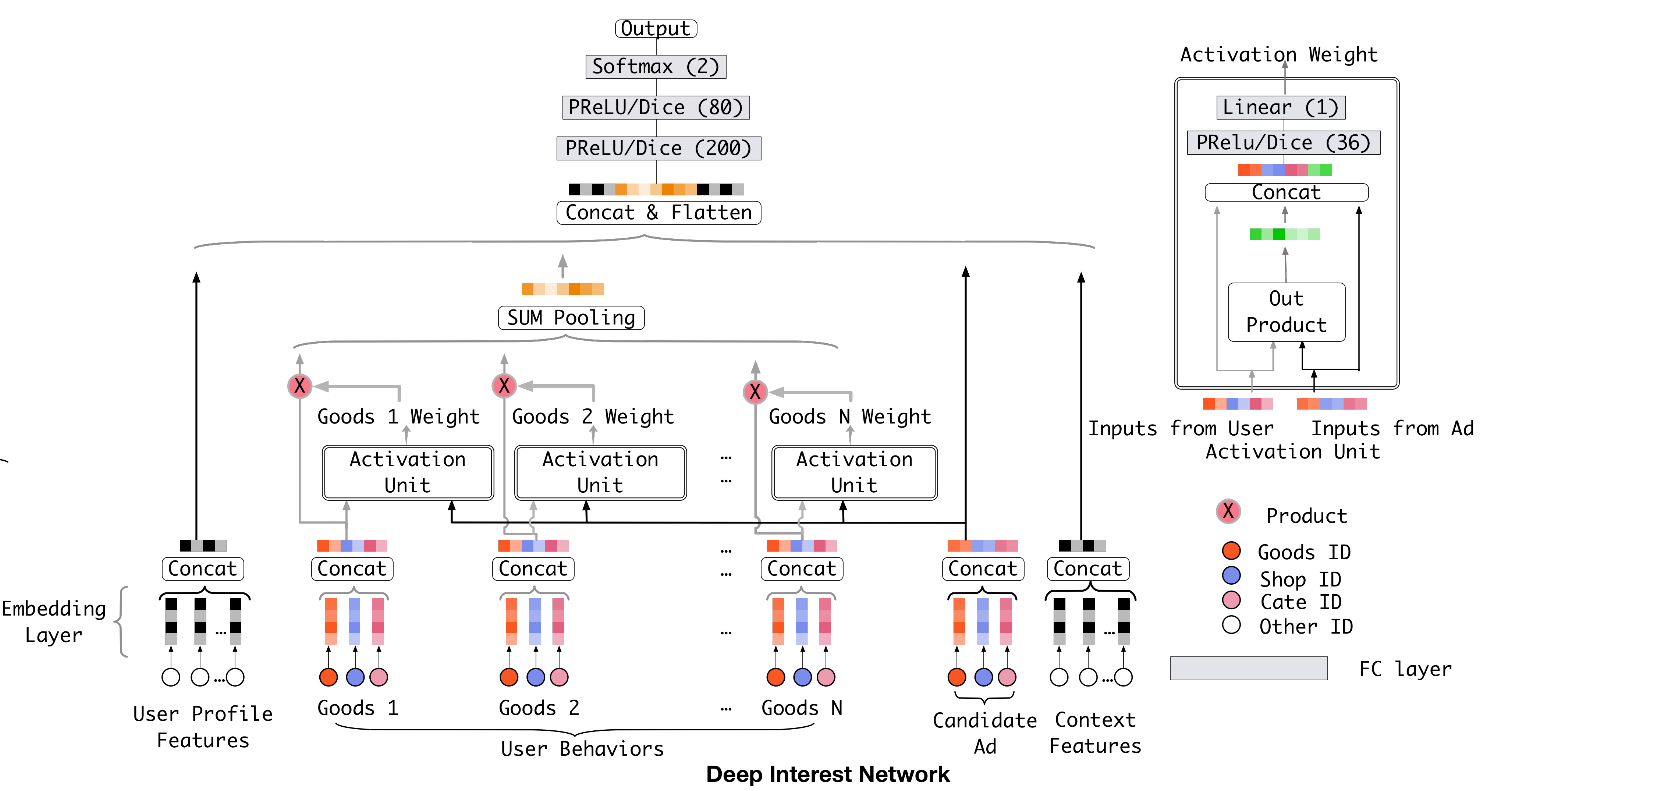 Output
Softmax (2)
PReLU/Dice (80)
PReLU/Dice (200)
Concat & Flatten
SUM Pooling
X
X
X
Goods 1 Weight
Goods 2 Weight
Goods N Weight
Activation
Unit
Activation
Unit
...
...
Activation
Unit
Concat
Concat
Concat
...
...
Concat
Concat
Concat
Embedding
Layer
...
...
...
...
User Profile
Features
Goods 1
Goods 2
...
Goods N
User Behaviors
Candidate
Ad
Context
Features
Activation Weight
Linear (1)
PRelu/Dice (36)
Concat
Out
Product
Inputs from User
Inputs from Ad
Activation Unit
X
Product
Goods ID
Shop ID
Cate ID
Other ID
FC layer
Deep Interest Network